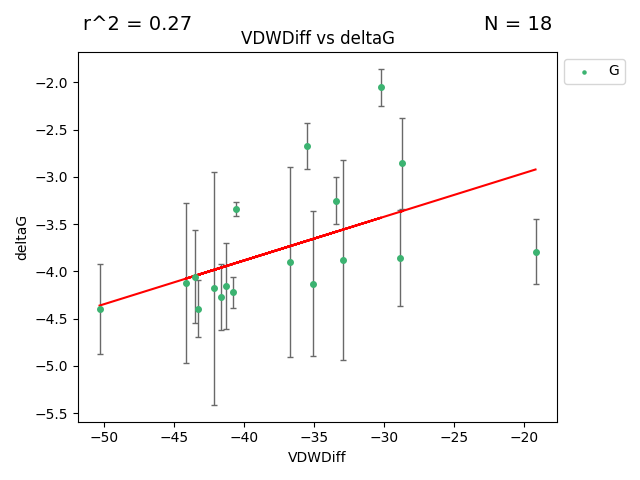 r^2 = 0.27
N = 18
VDWDiff vs deltaG
G
−2.0
−2.5
−3.0
−3.5
−4.0
−4.5
−5.0
−5.5
deltaG
−50 −45 −40 −35 −30 −25 −20
VDWDiff